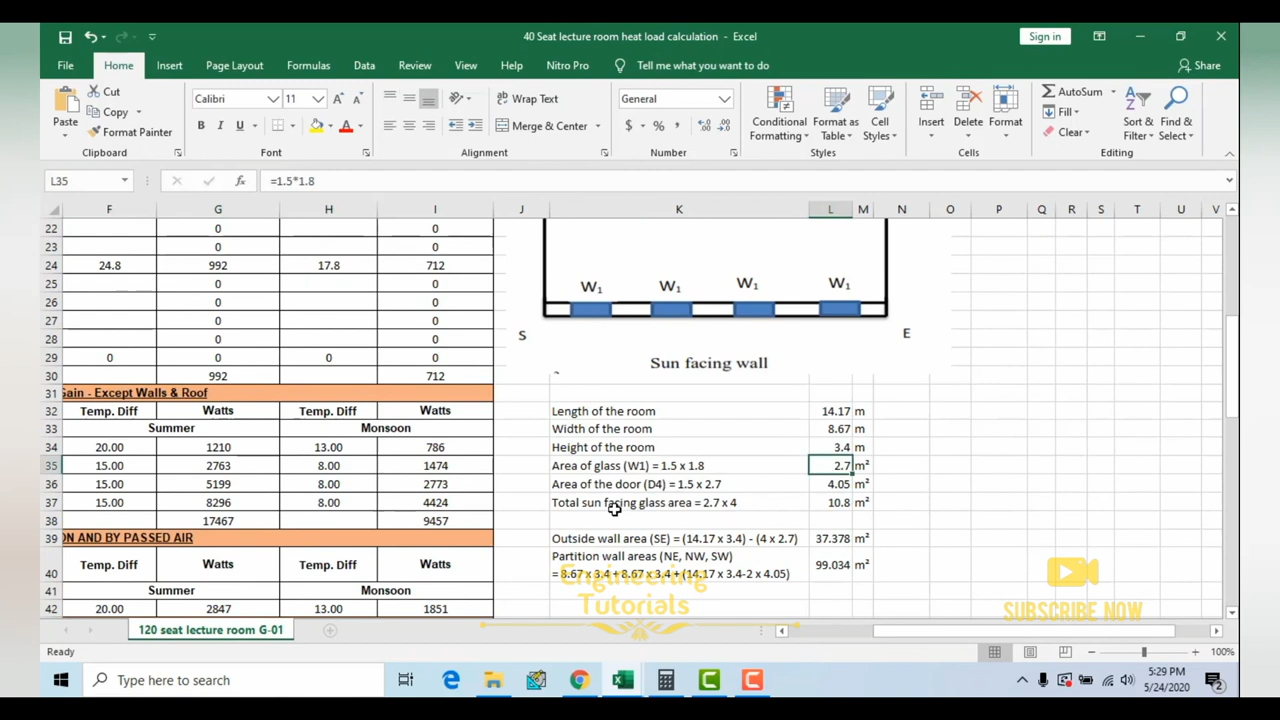 40 Seat lecture room heat load calculation - Excel
Sign in
File Home Insert Page Layout Formulas Data Review View Help Nitro Pro Tell me what you want to do Share
Paste
Cut
Copy
Format Painter
Clipboard
Calibri 11
B I U
Font
Wrap Text
Merge & Center
Alignment
General
$ % ,
Number
Conditional Formatting
Format as Table
Cell Styles
Styles
Insert Delete Format
Cells
AutoSum
Fill
Clear
Sort & Filter
Find & Select
Editing
L35 fx =1.5*1.8
F G H I J K L M N O P Q R S T U V
22 0 0
23 0 0
24 24.8 992 17.8 712
25 0 0
26 0 0
27 0 0
28 0 0
29 0 0 0 0
30 992 712
W1 W1 W1 W1
S E
Sun facing wall
31 Gain - Except Walls & Roof
32 Temp. Diff Watts Temp. Diff Watts Length of the room 14.17 m
33 Summer Monsoon Width of the room 8.67 m
34 20.00 1210 13.00 786 Height of the room 3.4 m
35 15.00 2763 8.00 1474 Area of glass (W1) = 1.5 x 1.8 2.7 m²
36 15.00 5199 8.00 2773 Area of the door (D4) = 1.5 x 2.7 4.05 m²
37 15.00 8296 8.00 4424 Total sun facing glass area = 2.7 x 4 10.8 m²
38 17467 9457
39 ON AND BY PASSED AIR Outside wall area (SE) = (14.17 x 3.4) - (4 x 2.7) 37.378 m²
40 Temp. Diff Watts Temp. Diff Watts Partition wall areas (NE, NW, SW)
= 8.67 x 3.4 + 8.67 x 3.4 + (14.17 x 3.4-2 x 4.05) 99.034 m²
41 Summer Monsoon
42 20.00 2847 13.00 1851
Engineering
Tutorials
SUBSCRIBE NOW
120 seat lecture room G-01
100%
Type here to search
5:29 PM
5/24/2020
2